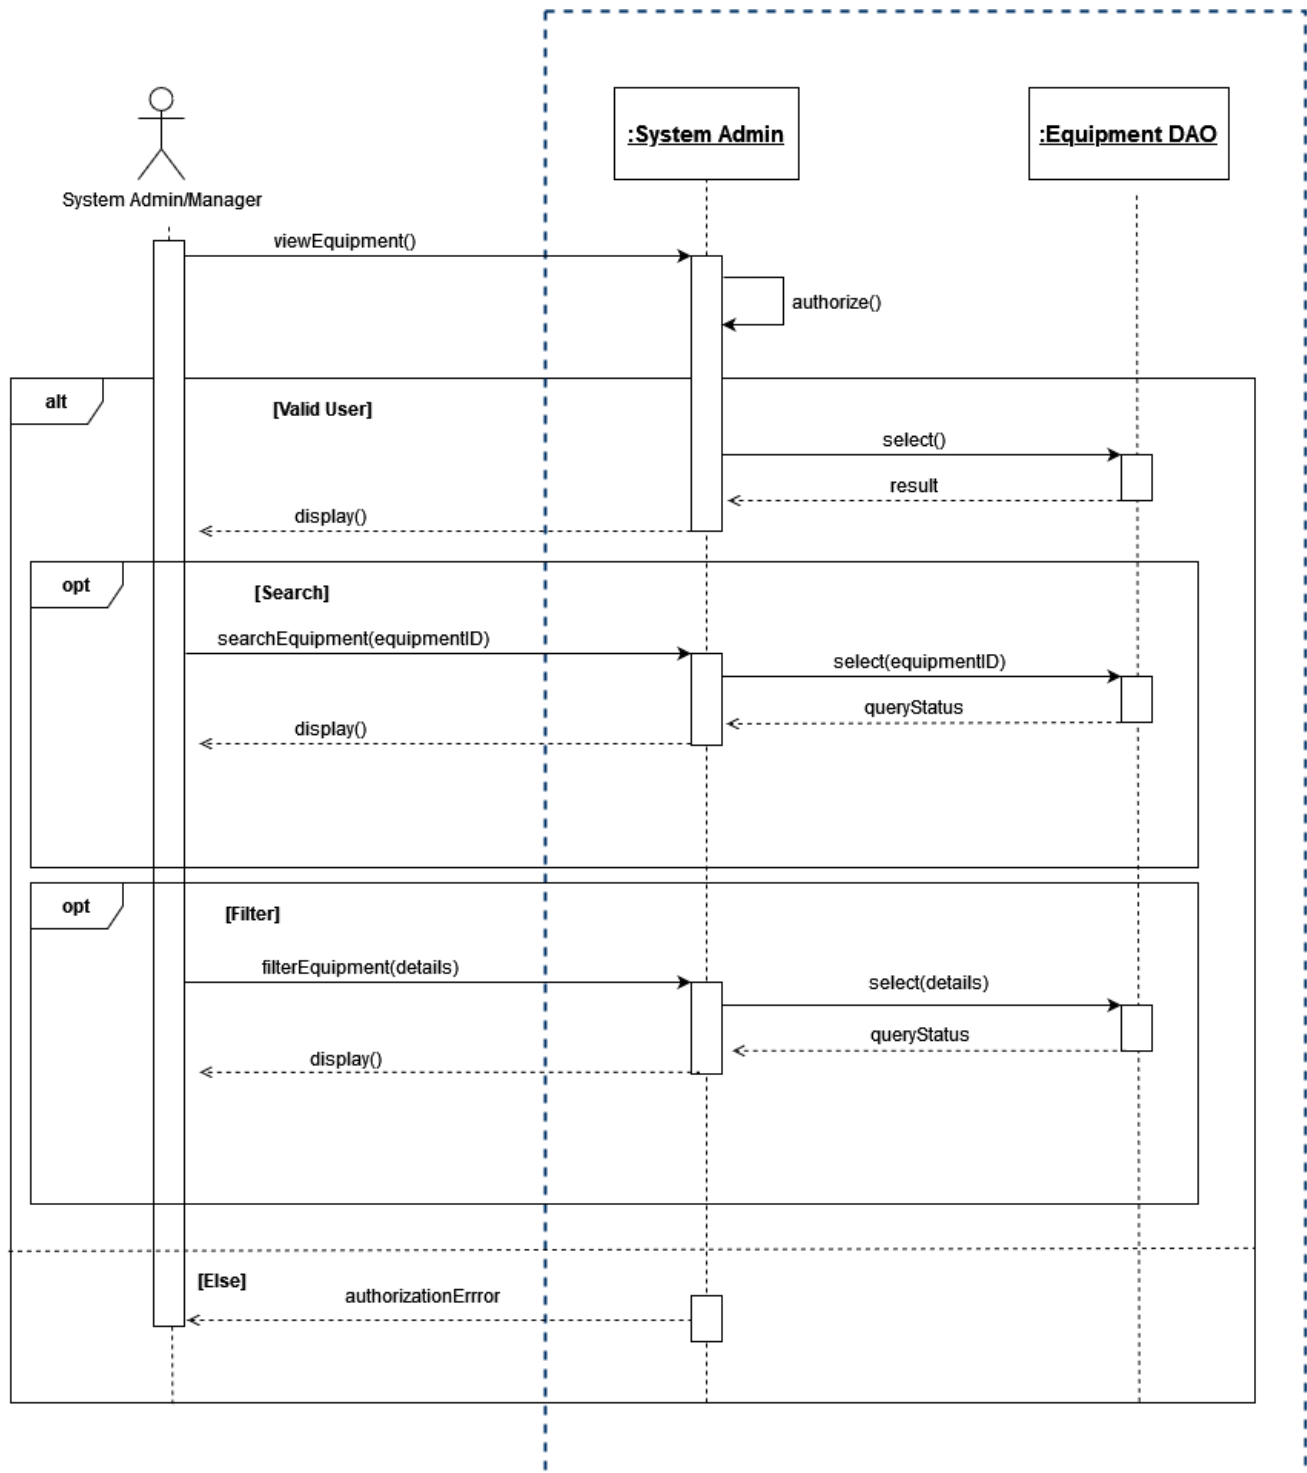 :System Admin
:Equipment DAO
System Admin/Manager
viewEquipment()
authorize()
alt
[Valid User]
select()
result
display()
opt
[Search]
searchEquipment(equipmentID)
select(equipmentID)
queryStatus
display()
opt
[Filter]
filterEquipment(details)
select(details)
queryStatus
display()
[Else]
authorizationErrror